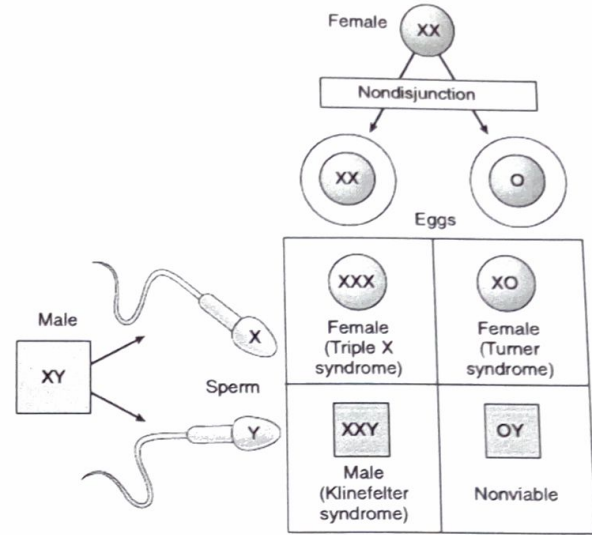 Female
XX
Nondisjunction
XX
O
Eggs
XXX
XO
Female
(Triple X
syndrome)
Female
(Turner
syndrome)
Male
XY
X
Sperm
Y
XXY
OY
Male
(Klinefelter
syndrome)
Nonviable